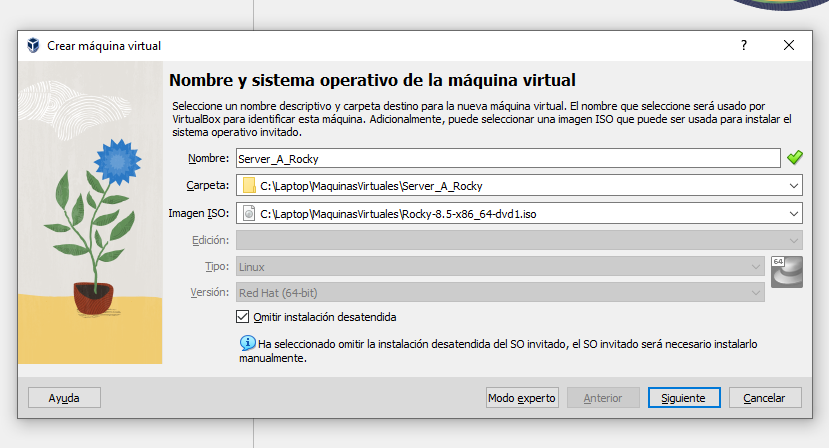 Crear máquina virtual
?
Nombre y sistema operativo de la máquina virtual
Seleccione un nombre descriptivo y carpeta destino para la nueva máquina virtual. El nombre que seleccione será usado por
VirtualBox para identificar esta máquina. Adicionalmente, puede seleccionar una imagen ISO que puede ser usada para instalar el
sistema operativo invitado.
Nombre: Server_A_Rocky
Carpeta: C:\Laptop\MaquinasVirtuales\Server_A_Rocky
Imagen ISO: C:\Laptop\MaquinasVirtuales\Rocky-8.5-x86_64-dvd1.iso
Edición:
Tipo: Linux
64
Versión: Red Hat (64-bit)
Omitir instalación desatendida
Ha seleccionado omitir la instalación desatendida del SO invitado, el SO invitado será necesario instalarlo
manualmente.
Ayuda Modo experto Anterior Siguiente Cancelar